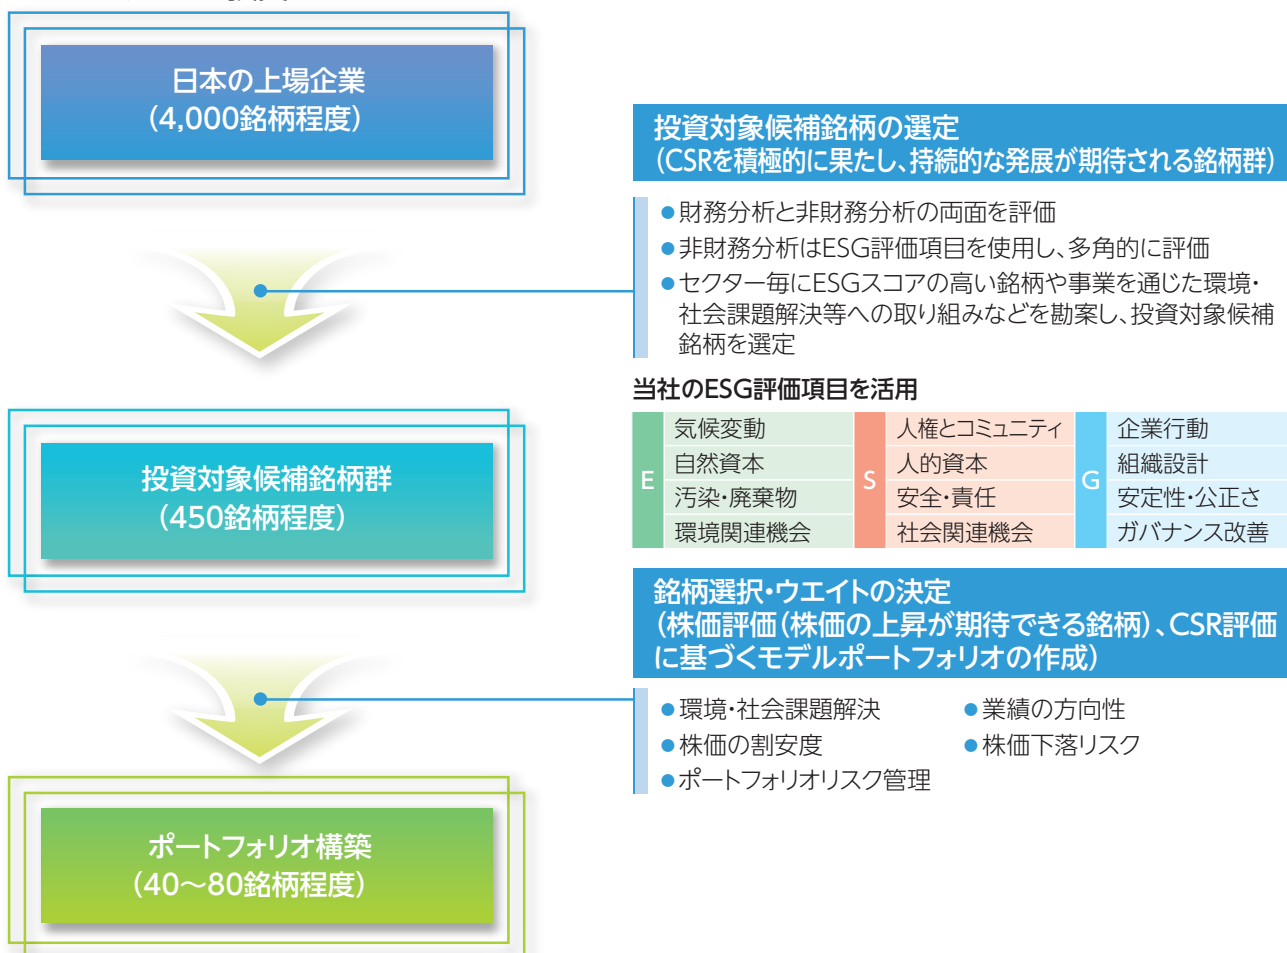 日本の上場企業
(4,000銘柄程度)
投資対象候補銘柄の選定
(CSRを積極的に果たし、持続的な発展が期待される銘柄群)
●財務分析と非財務分析の両面を評価
●非財務分析はESG評価項目を使用し、多角的に評価
●セクター毎にESGスコアの高い銘柄や事業を通じた環境・
社会課題解決等への取り組みなどを勘案し、投資対象候補
銘柄を選定
当社のESG評価項目を活用
E
気候変動
自然資本
汚染・廃棄物
環境関連機会
S
人権とコミュニティ
人的資本
安全・責任
社会関連機会
G
企業行動
組織設計
安定性・公正さ
ガバナンス改善
投資対象候補銘柄群
(450銘柄程度)
銘柄選択・ウエイトの決定
(株価評価(株価の上昇が期待できる銘柄)、CSR評価
に基づくモデルポートフォリオの作成)
●環境・社会課題解決
●業績の方向性
●株価の割安度
●株価下落リスク
●ポートフォリオリスク管理
ポートフォリオ構築
(40〜80銘柄程度)